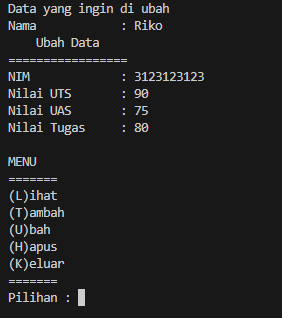 Data yang ingin di ubah
Nama            : Riko
    Ubah Data
=================
NIM             : 3123123123
Nilai UTS       : 90
Nilai UAS       : 75
Nilai Tugas     : 80

MENU
=======
(L)ihat
(T)ambah
(U)bah
(H)apus
(K)eluar
=======
Pilihan :